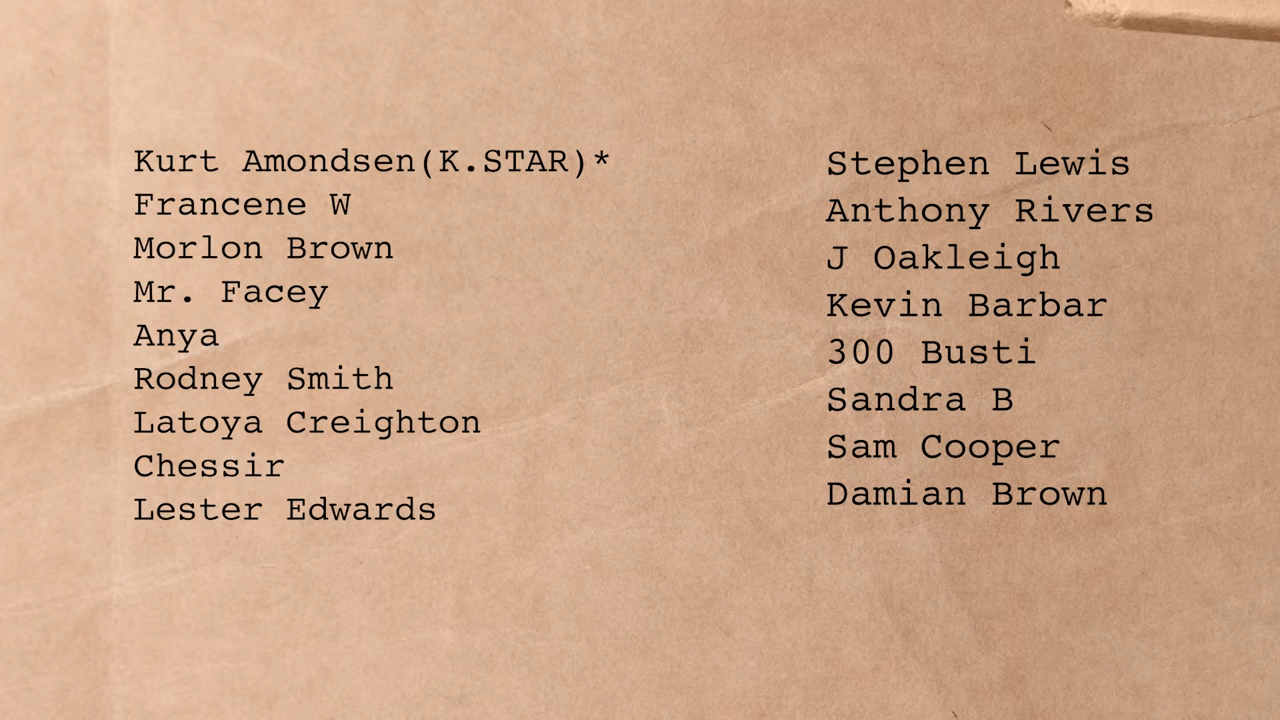 Kurt Amondsen(K.STAR)*
Francene W
Morlon Brown
Mr. Facey
Anya
Rodney Smith
Latoya Creighton
Chessir
Lester Edwards
Stephen Lewis
Anthony Rivers
J Oakleigh
Kevin Barbar
300 Busti
Sandra B
Sam Cooper
Damian Brown